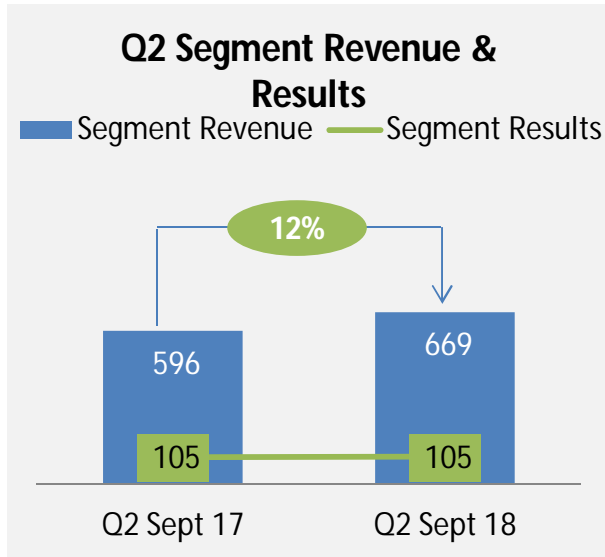 Q2 Segment Revenue &
Results
Segment Revenue Segment Results
12%
596 669
105 105
Q2 Sept 17 Q2 Sept 18